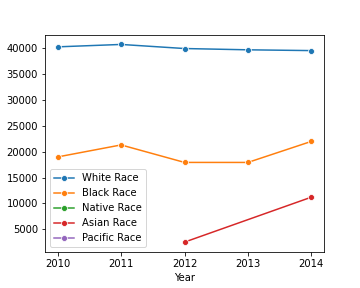 40000
35000
30000
25000
20000
15000
10000
5000
White Race
Black Race
Native Race
Asian Race
Pacific Race
2010 2011 2012 2013 2014
Year